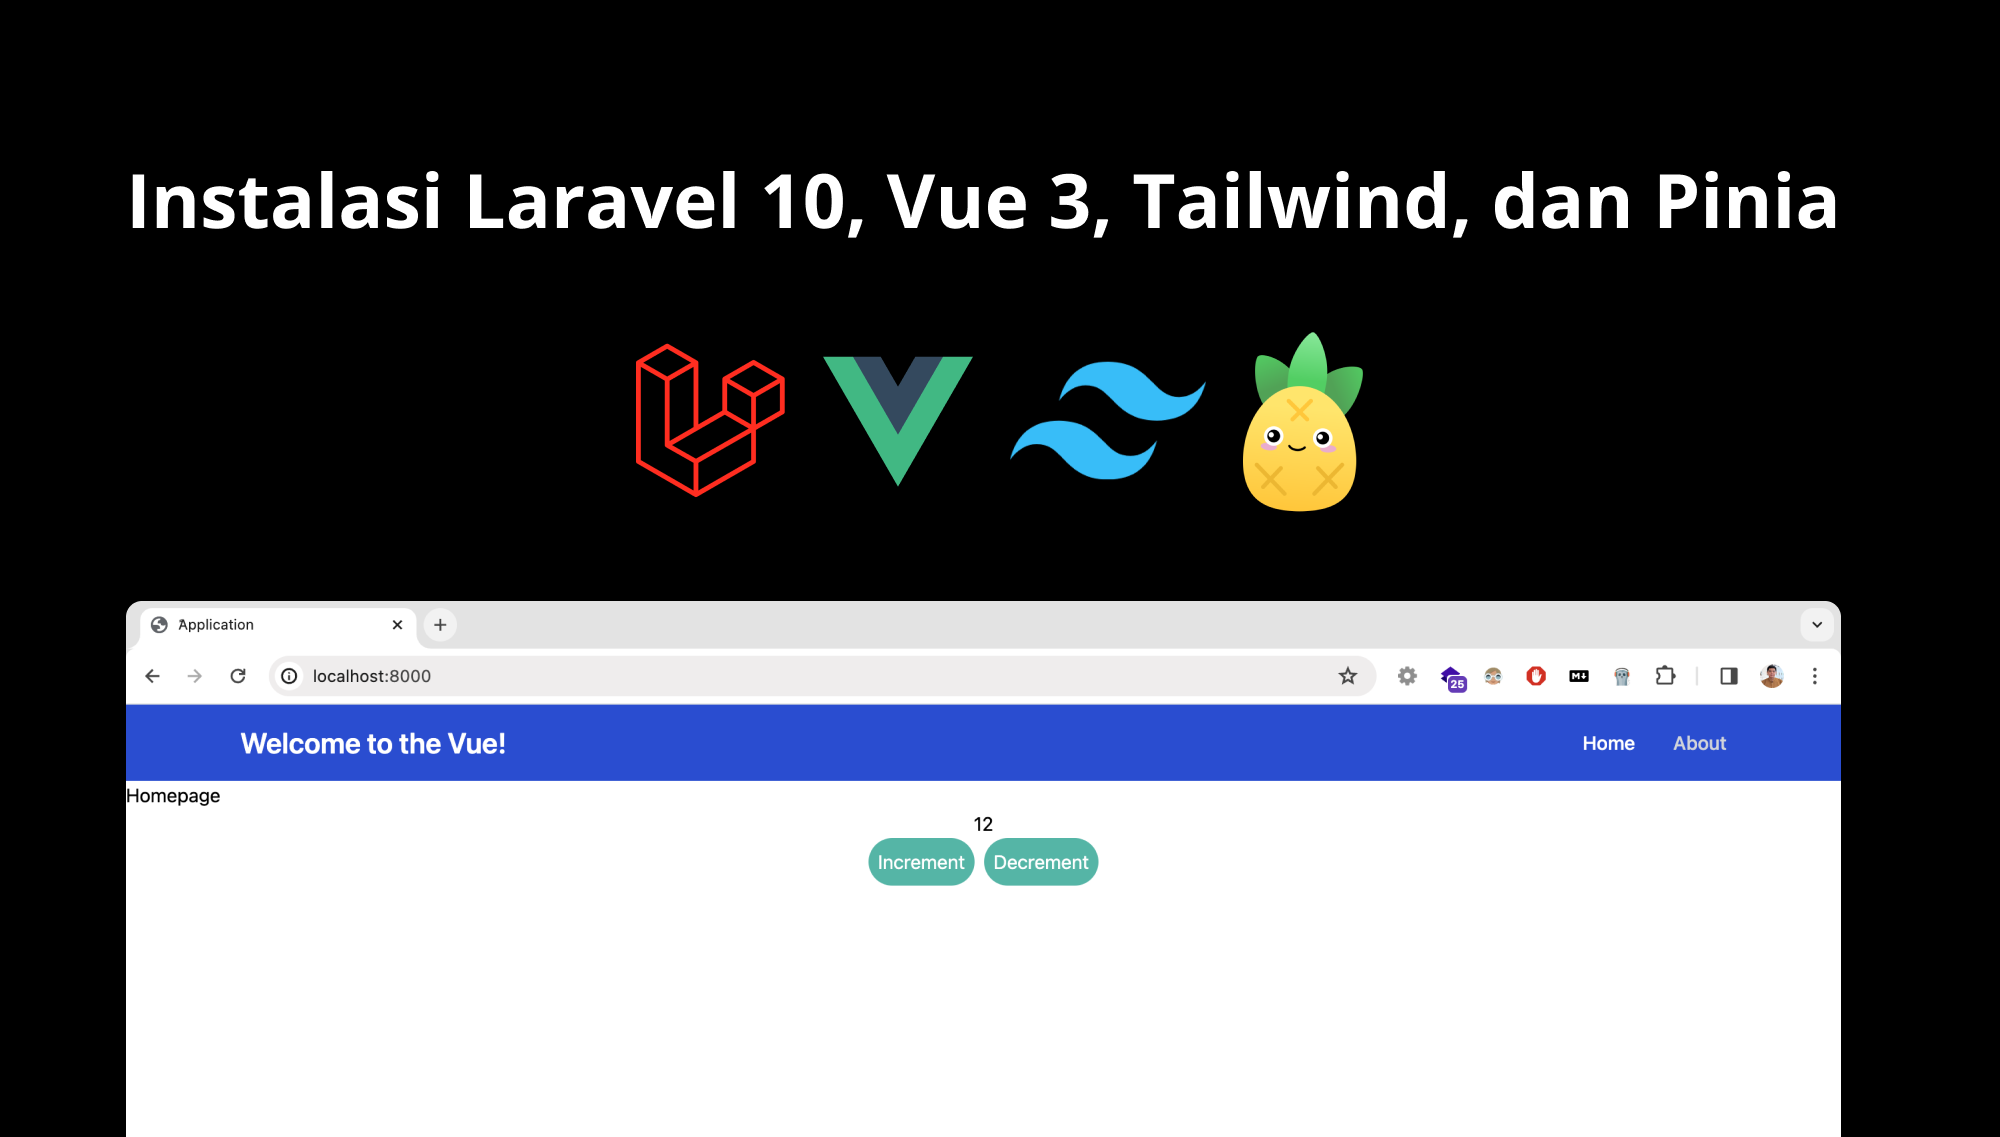 Instalasi Laravel 10, Vue 3, Tailwind, dan Pinia
Application
localhost:8000
25
M
Welcome to the Vue!
Home About
Homepage
12
Increment Decrement